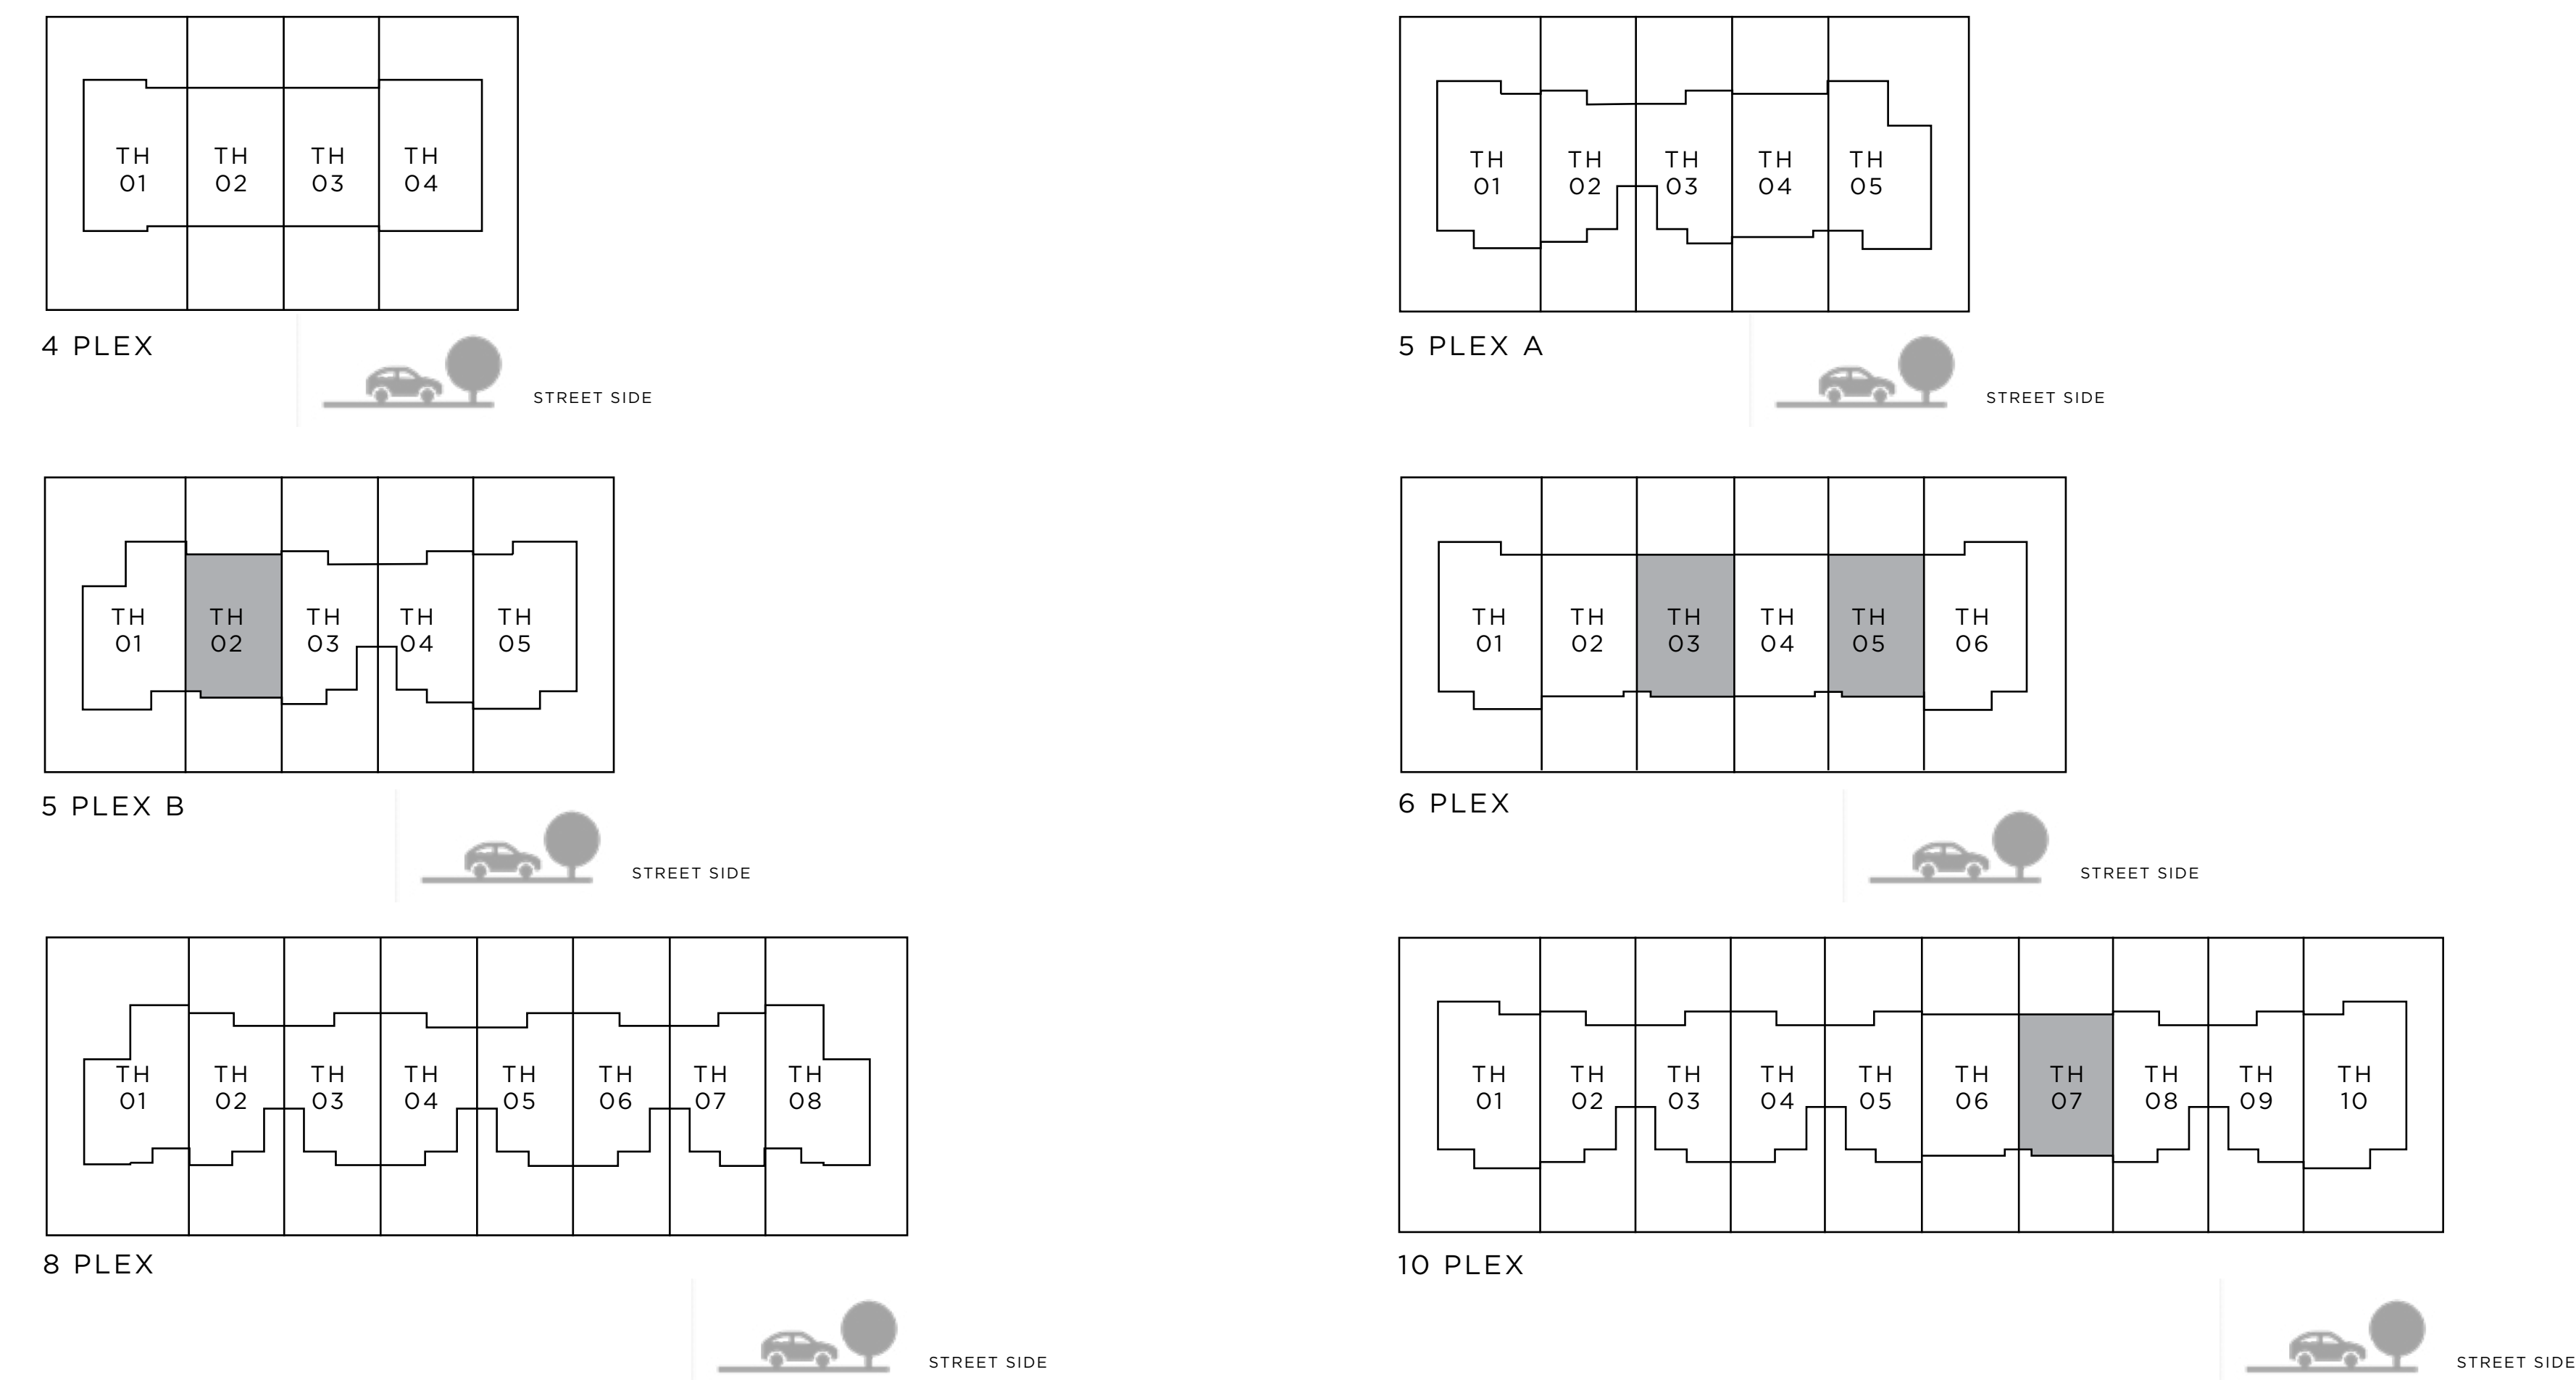 TH TH TH TH
01 02 03 04
4 PLEX
STREET SIDE
TH TH TH TH TH
01 02 03 04 05
5 PLEX A
STREET SIDE
TH TH TH TH TH
01 02 03 04 05
5 PLEX B
STREET SIDE
TH TH TH TH TH TH
01 02 03 04 05 06
6 PLEX
STREET SIDE
TH TH TH TH TH TH TH TH
01 02 03 04 05 06 07 08
8 PLEX
STREET SIDE
TH TH TH TH TH TH TH TH TH TH
01 02 03 04 05 06 07 08 09 10
10 PLEX
STREET SIDE